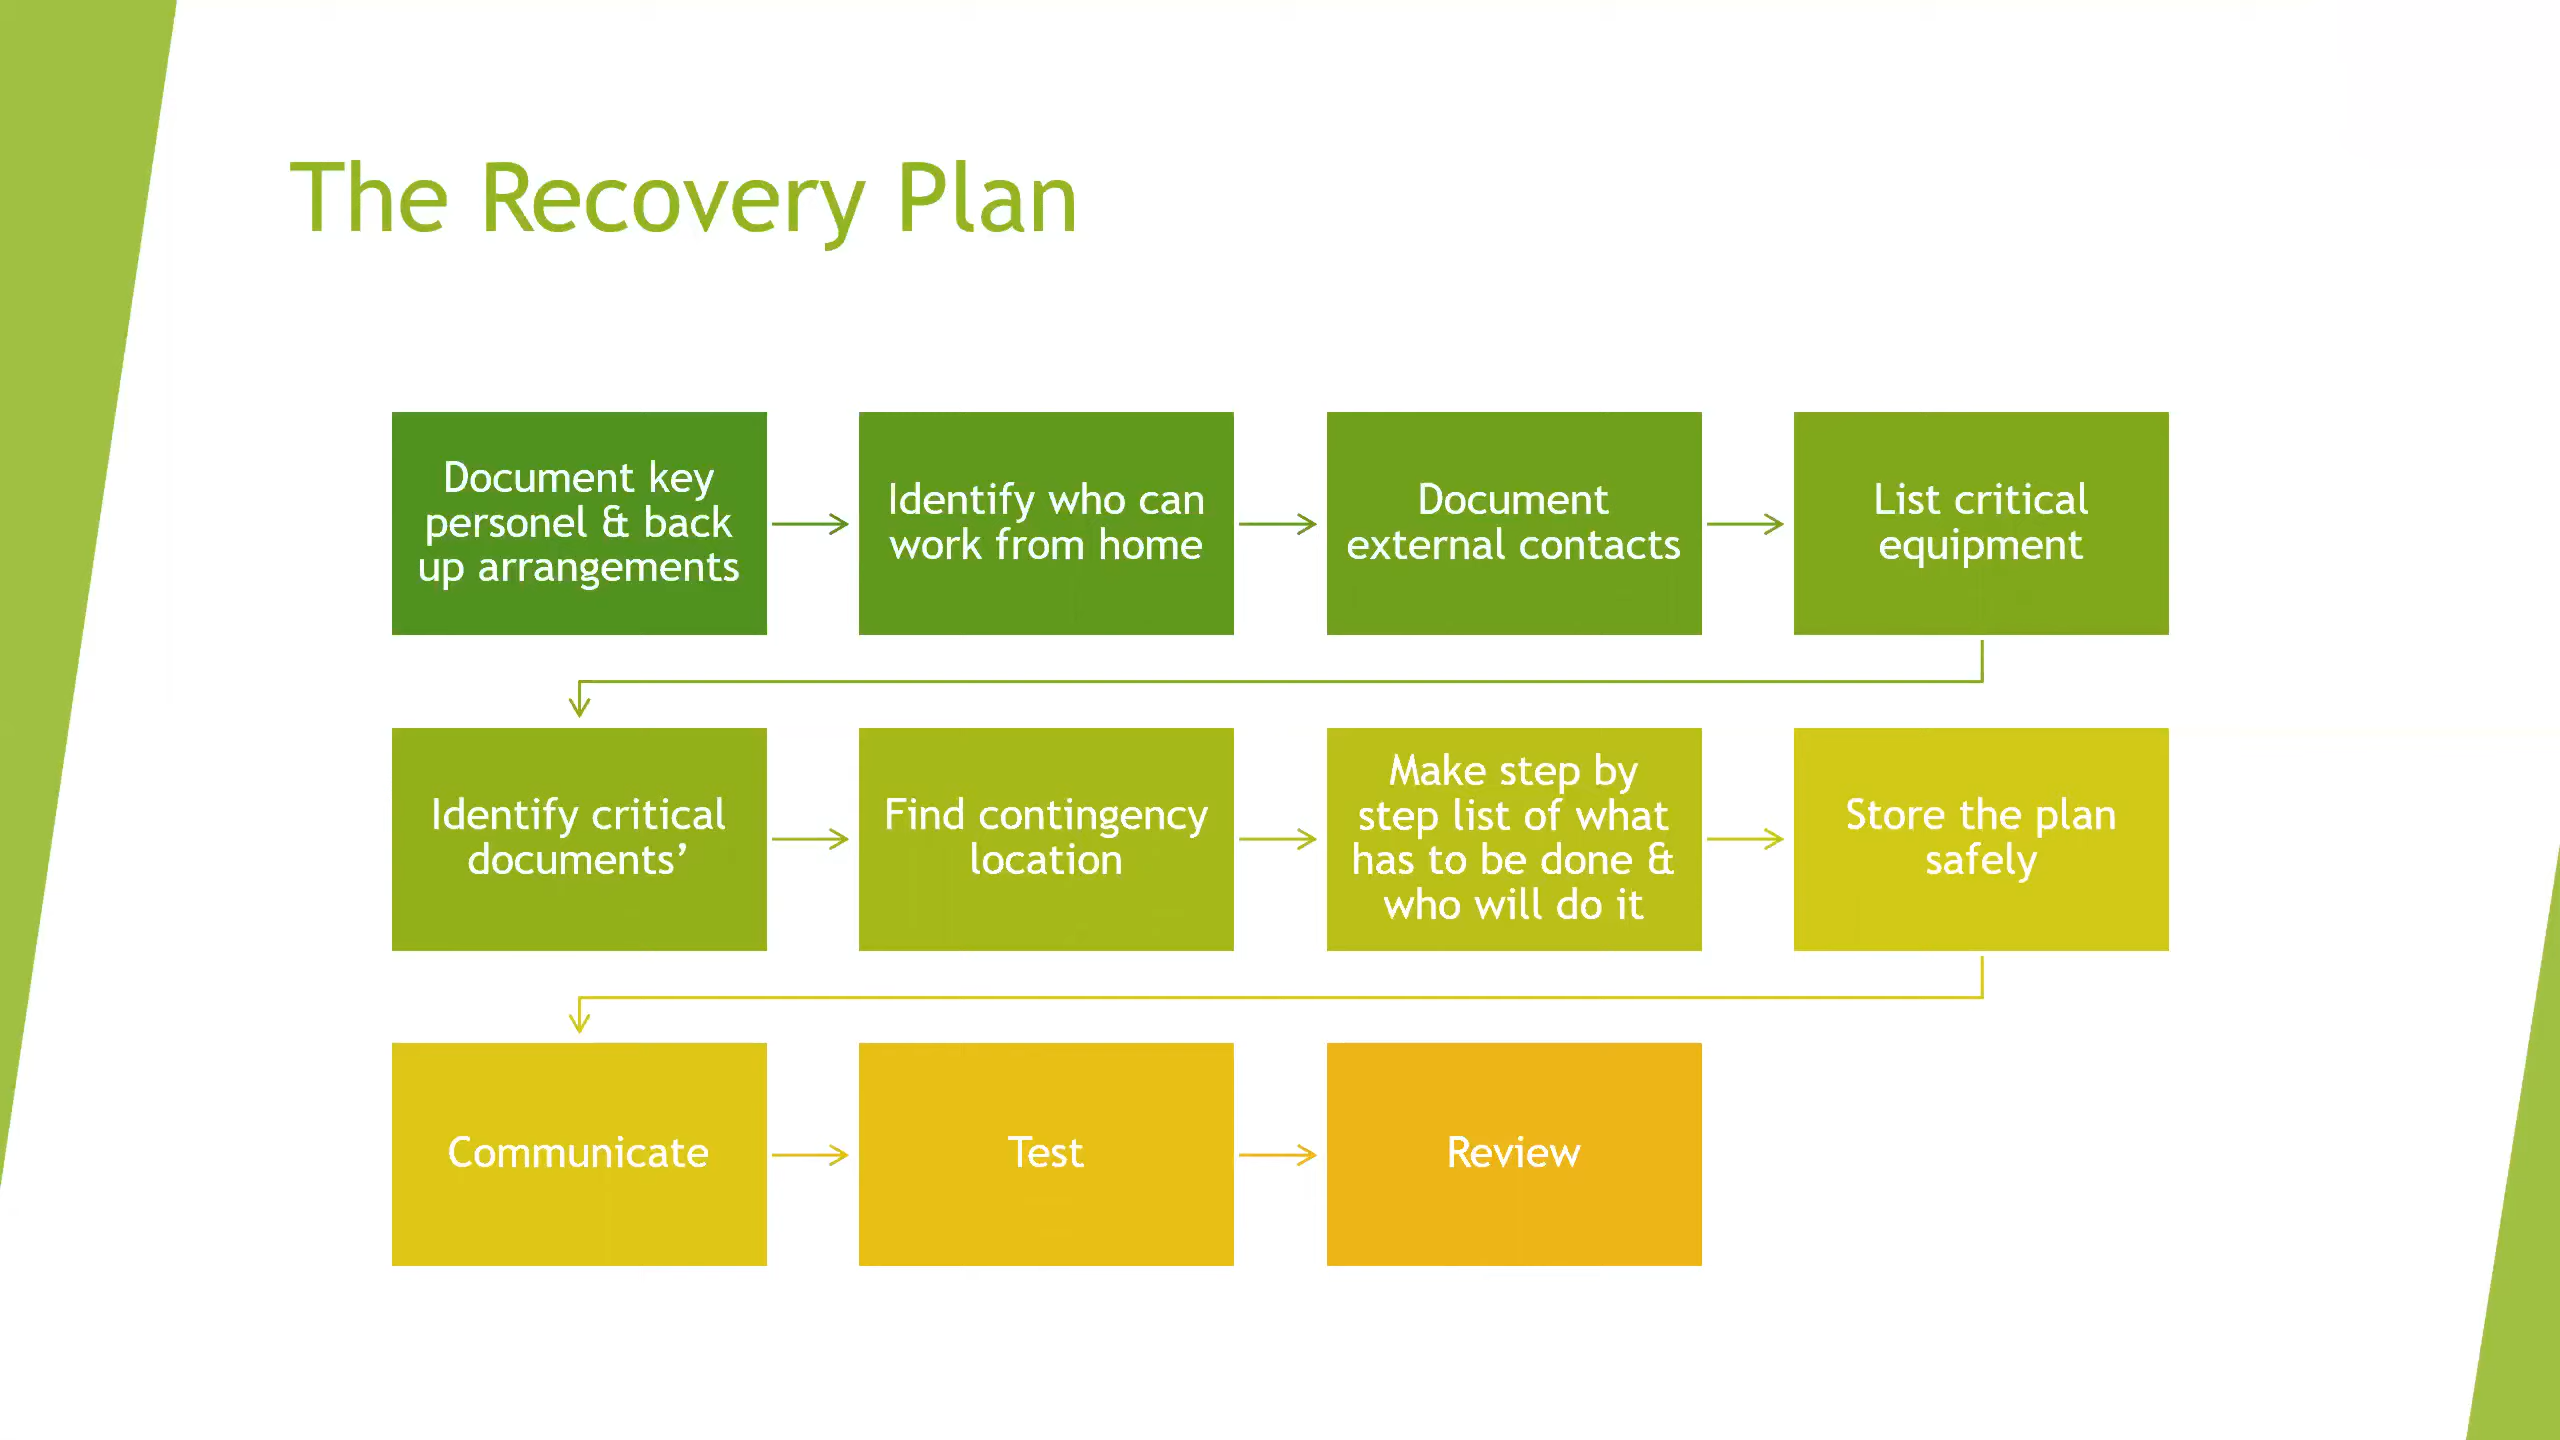 The Recovery Plan
Document key
personel & back
up arrangements
Identify who can
work from home
Document
external contacts
List critical
equipment
Identify critical
documents’
Find contingency
location
Make step by
step list of what
has to be done &
who will do it
Store the plan
safely
Communicate
Test
Review